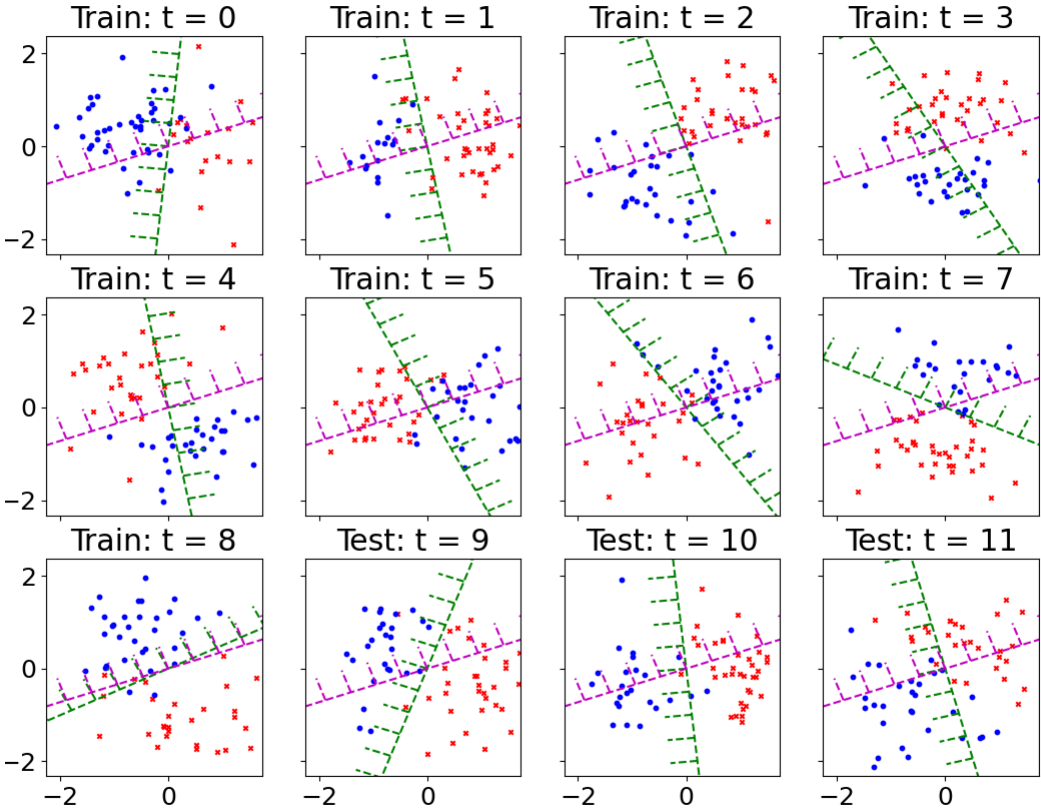 Train: t = 0 Train: t = 1 Train: t = 2 Train: t = 3
2
0
−2
Train: t = 4 Train: t = 5 Train: t = 6 Train: t = 7
2
0
−2
Train: t = 8 Test: t = 9 Test: t = 10 Test: t = 11
2
0
−2
−2 0 −2 0 −2 0 −2 0